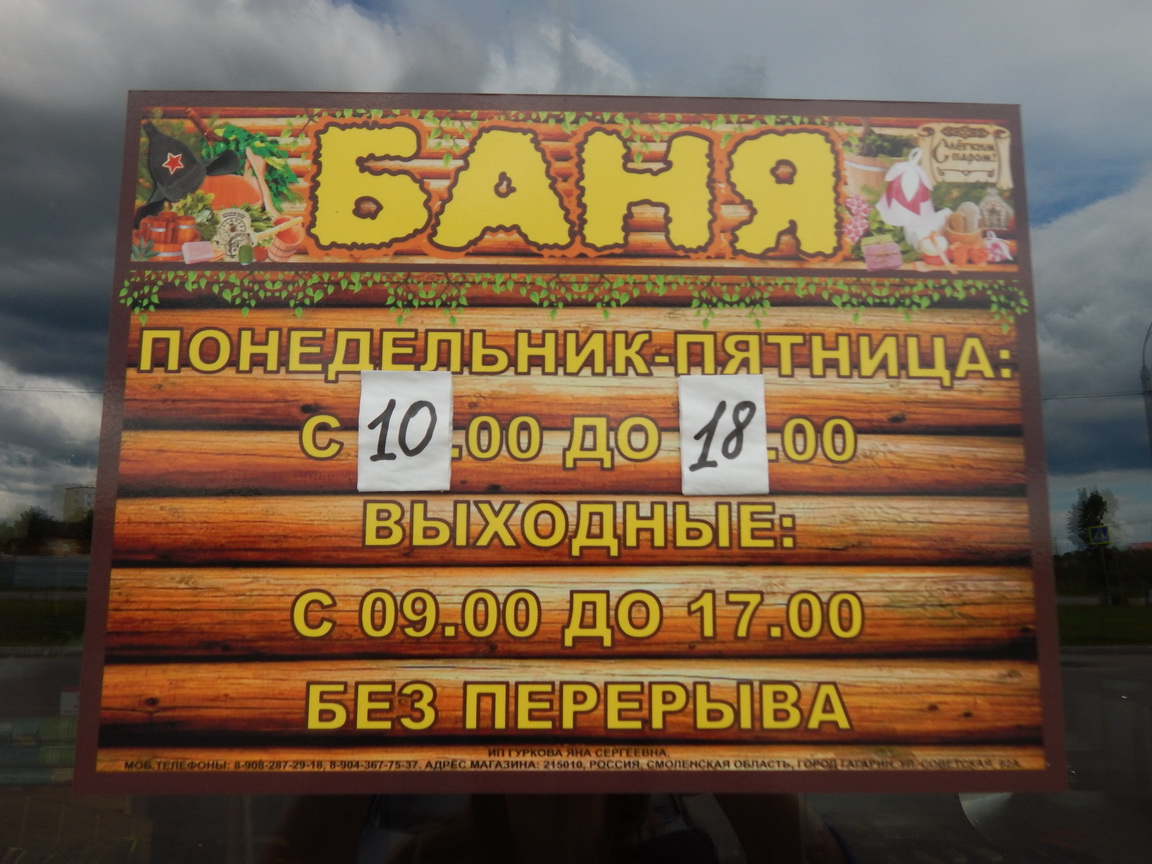 БАНЯ
С лёгким
паром!
ПОНЕДЕЛЬНИК-ПЯТНИЦА:
С 10.00 ДО 18.00
ВЫХОДНЫЕ:
С 09.00 ДО 17.00
БЕЗ ПЕРЕРЫВА
ИП ГУРКОВА ЯНА СЕРГЕЕВНА,
МОБ.ТЕЛЕФОНЫ: 8-908-287-29-18, 8-904-367-75-37. АДРЕС МАГАЗИНА: 215010, РОССИЯ, СМОЛЕНСКАЯ ОБЛАСТЬ, ГОРОД ГАГАРИН, УЛ. СОВЕТСКАЯ,